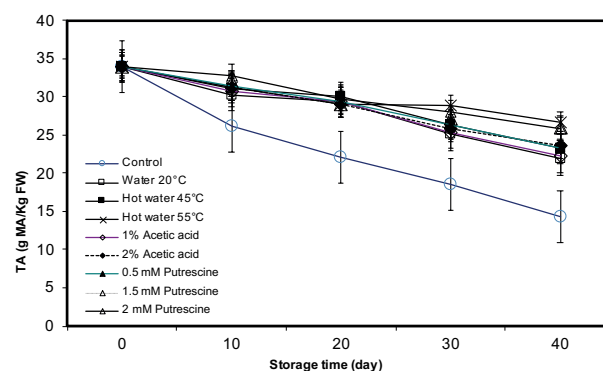 40
35
30
25
20
15
10
5
0
TA (g MA/Kg FW)
Control
Water 20°C
Hot water 45°C
Hot water 55°C
1% Acetic acid
2% Acetic acid
0.5 mM Putrescine
1.5 mM Putrescine
2 mM Putrescine
0 10 20 30 40
Storage time (day)